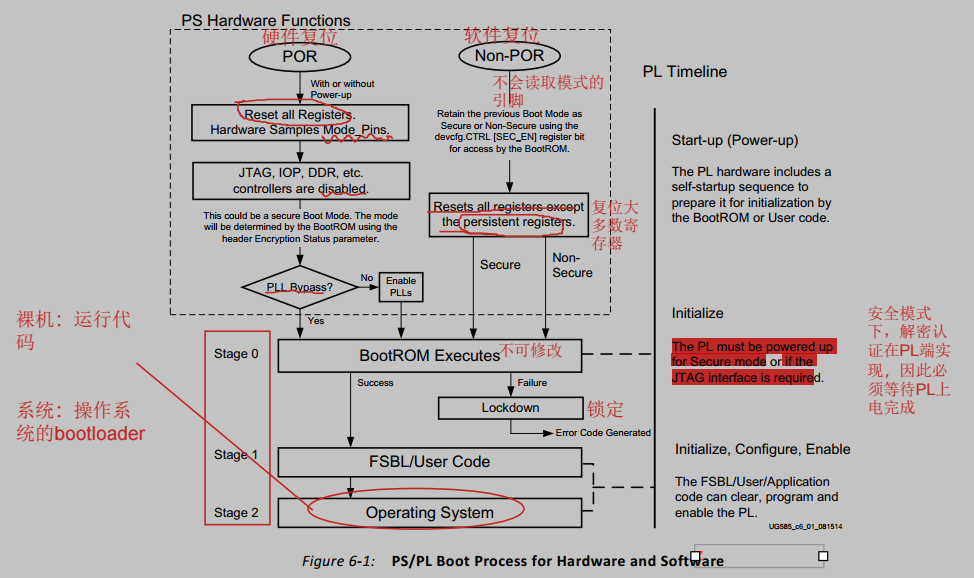 PS Hardware Functions
硬件复位
POR
软件复位
Non-POR
With or without
Power-up
不会读取模式的
引脚
Reset all Registers.
Hardware Samples Mode_Pins.
Retain the previous Boot Mode as
Secure or Non-Secure using the
devcfg.CTRL [SEC_EN] register bit
for access by the BootROM.
JTAG, IOP, DDR, etc.
controllers are disabled.
Resets all registers except
the persistent registers.
复位大
多数寄
存器
This could be a secure Boot Mode. The mode
will be determined by the BootROM using the
header Encryption Status parameter.
PLL Bypass?
No
Enable
PLLs
Yes
Secure
Non-
Secure
PL Timeline
Start-up (Power-up)
The PL hardware includes a
self-startup sequence to
prepare it for initialization by
the BootROM or User code.
裸机：运行代
码
系统：操作系
统的bootloader
Stage 0
BootROM Executes
不可修改
Success
Failure
Lockdown
锁定
Error Code Generated
Initialize
The PL must be powered up
for Secure mode or if the
JTAG interface is required.
安全模式
下，解密认
证在PL端实
现，因此必
须等待PL上
电完成
Stage 1
FSBL/User Code
Stage 2
Operating System
Initialize, Configure, Enable
The FSBL/User/Application
code can clear, program and
enable the PL.
UG585_c6_01_081514
Figure 6-1: PS/PL Boot Process for Hardware and Software